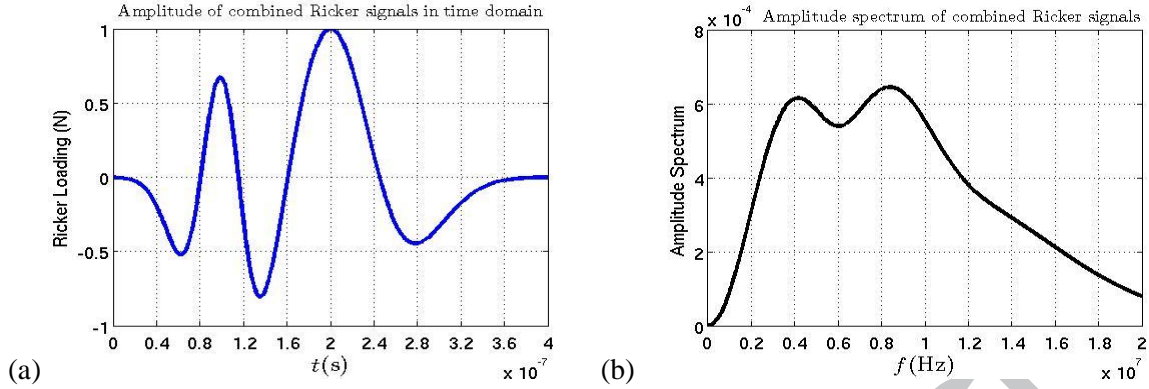 Amplitude of combined Ricker signals in time domain
1
0.5
0
-0.5
-1
Ricker Loading (N)
0 0.4 0.8 1.2 1.6 2 2.4 2.8 3.2 3.6 4
t(s)
x 10^-7
(a)
x 10^-4 Amplitude spectrum of combined Ricker signals
8
6
4
2
0
Amplitude Spectrum
0 0.2 0.4 0.6 0.8 1 1.2 1.4 1.6 1.8 2
f(Hz)
x 10^7
(b)